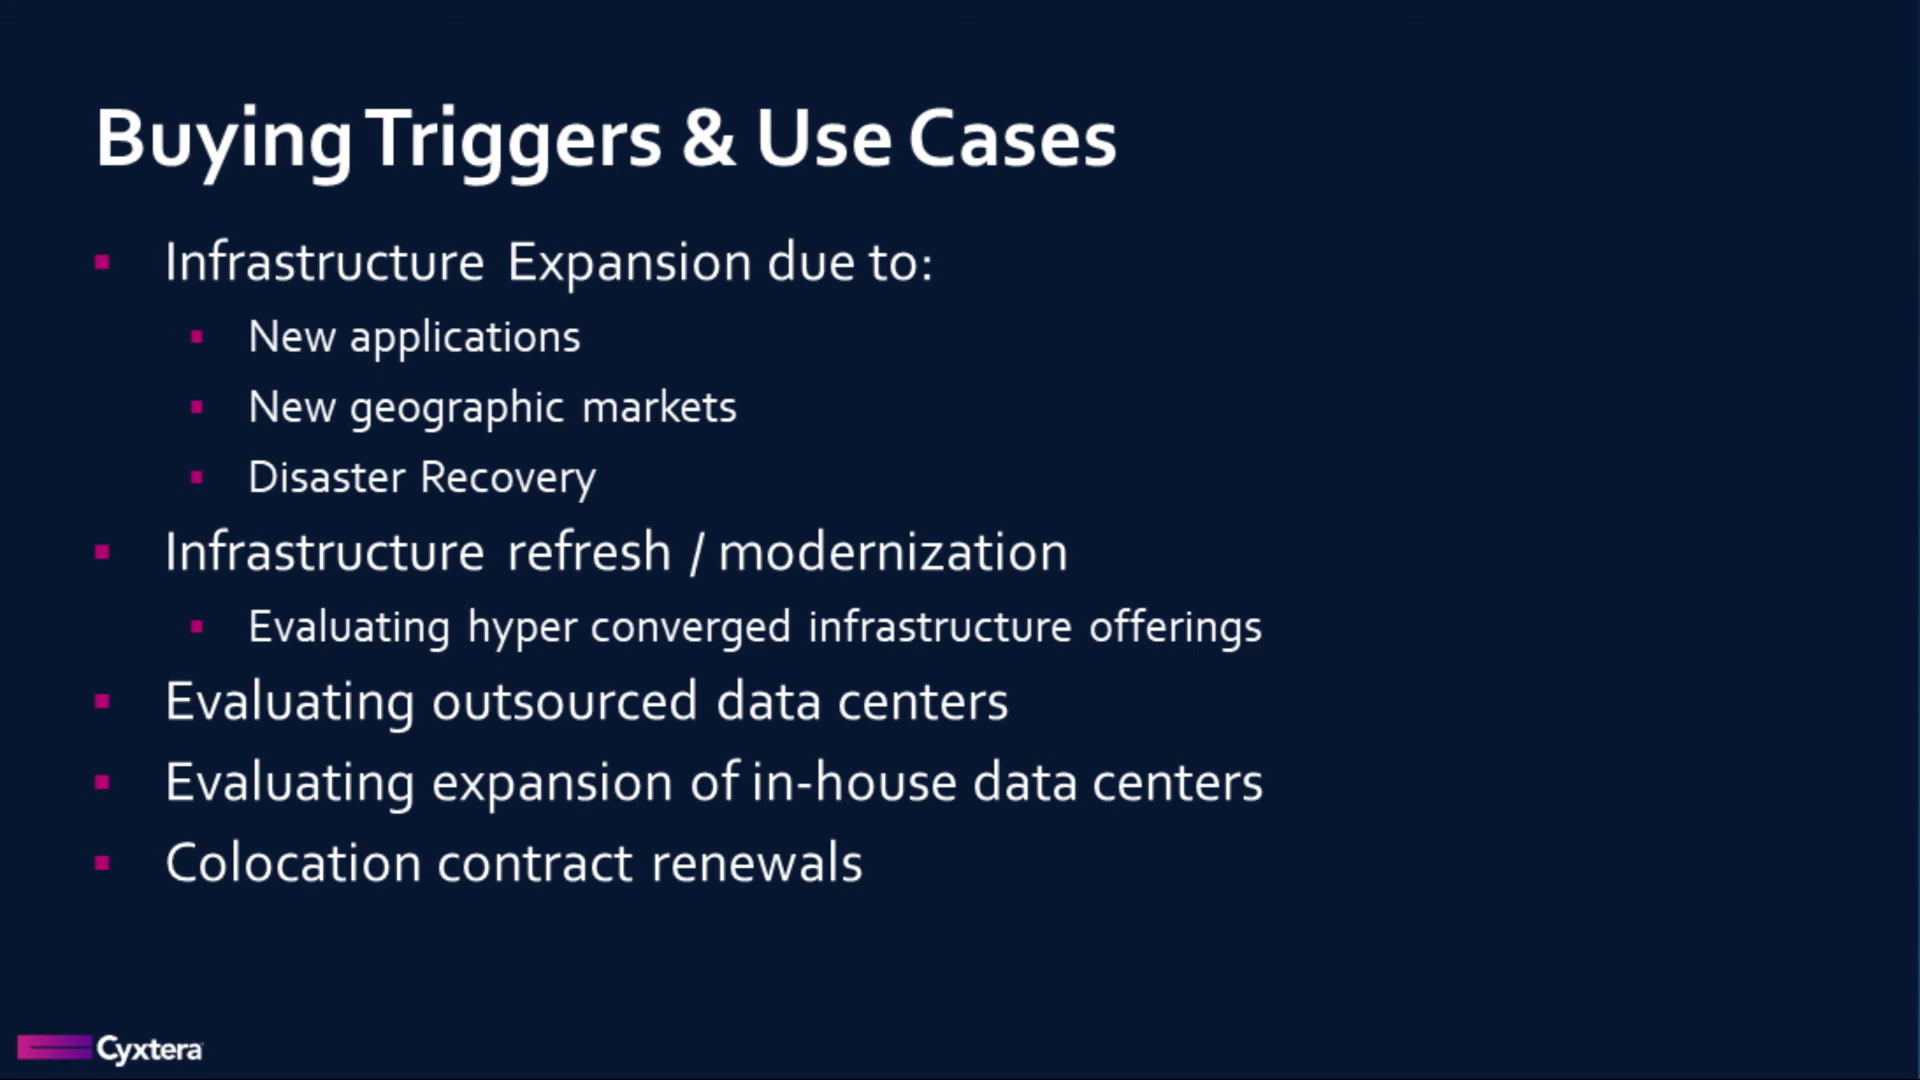 Buying Triggers & Use Cases
Infrastructure Expansion due to:
New applications
New geographic markets
Disaster Recovery
Infrastructure refresh / modernization
Evaluating hyper converged infrastructure offerings
Evaluating outsourced data centers
Evaluating expansion of in-house data centers
Colocation contract renewals
Cyxtera